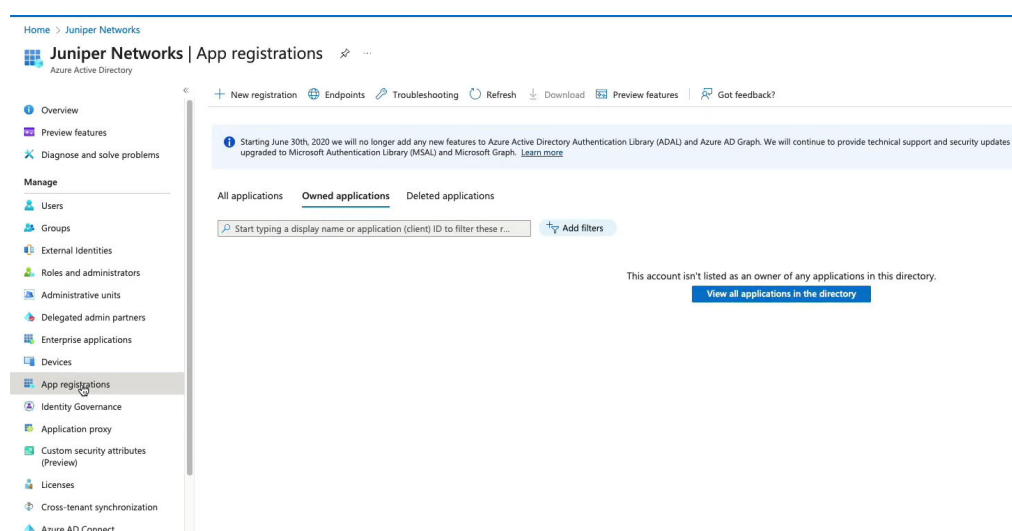 Home > Juniper Networks
Juniper Networks | App registrations
Azure Active Directory
New registration Endpoints Troubleshooting Refresh Download Preview features Got feedback?
Overview
Preview features
Diagnose and solve problems
Manage
Users
Groups
External Identities
Roles and administrators
Administrative units
Delegated admin partners
Enterprise applications
Devices
App registrations
Identity Governance
Application proxy
Custom security attributes
(Preview)
Licenses
Cross-tenant synchronization
Azure AD Connect
Starting June 30th, 2020 we will no longer add any new features to Azure Active Directory Authentication Library (ADAL) and Azure AD Graph. We will continue to provide technical support and security updates
upgraded to Microsoft Authentication Library (MSAL) and Microsoft Graph. Learn more
All applications Owned applications Deleted applications
Start typing a display name or application (client) ID to filter these r... Add filters
This account isn't listed as an owner of any applications in this directory.
View all applications in the directory